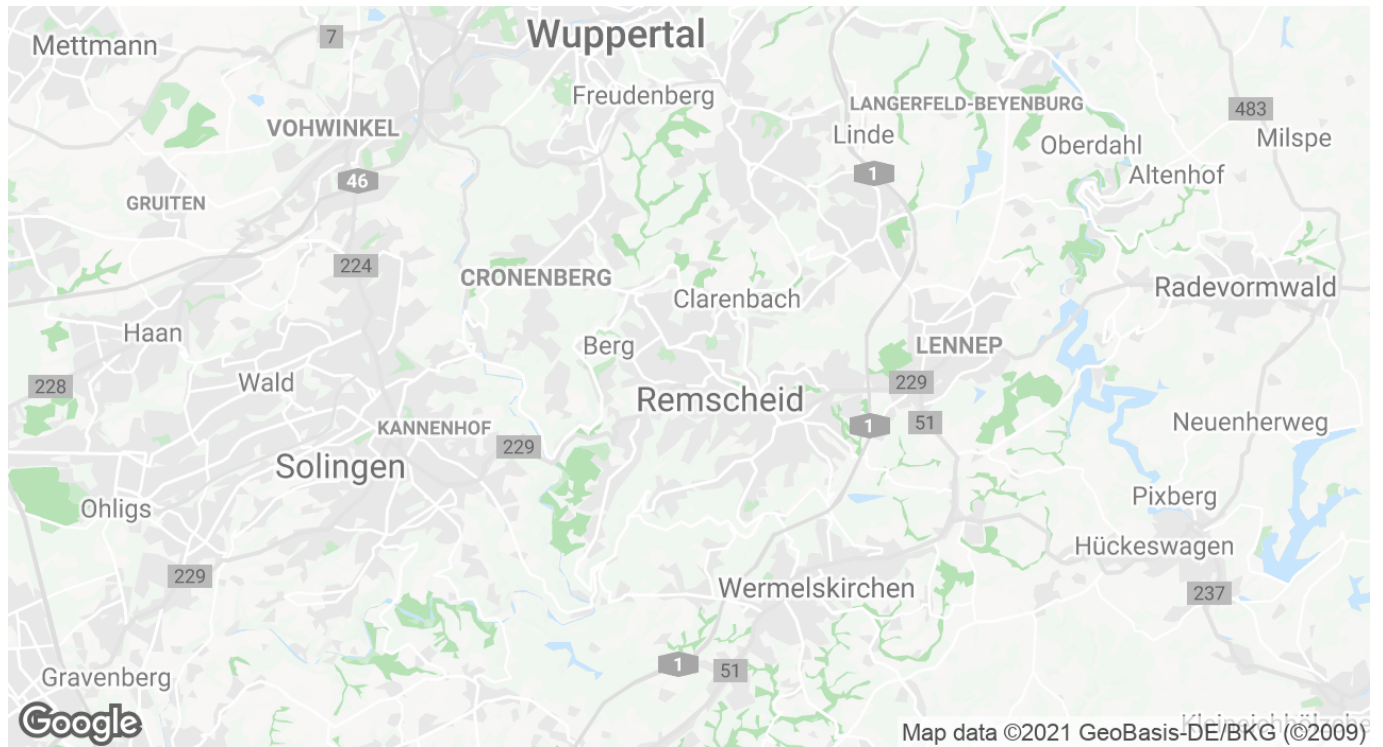 Wuppertal
Mettmann
7
Freudenberg
LANGERFELD-BEYENBURG
483
VOHWINKEL
Linde
Milspe
Oberdahl
46
1
Altenhof
GRUITEN
224
CRONENBERG
Clarenbach
Radevormwald
Haan
Berg
LENNEP
228
Wald
229
Remscheid
KANNENHOF
1
51
Neuenherweg
229
Solingen
Pixberg
Ohligs
Hückeswagen
229
Wermelskirchen
237
1
51
Gravenberg
Google
Map data ©2021 GeoBasis-DE/BKG (©2009)